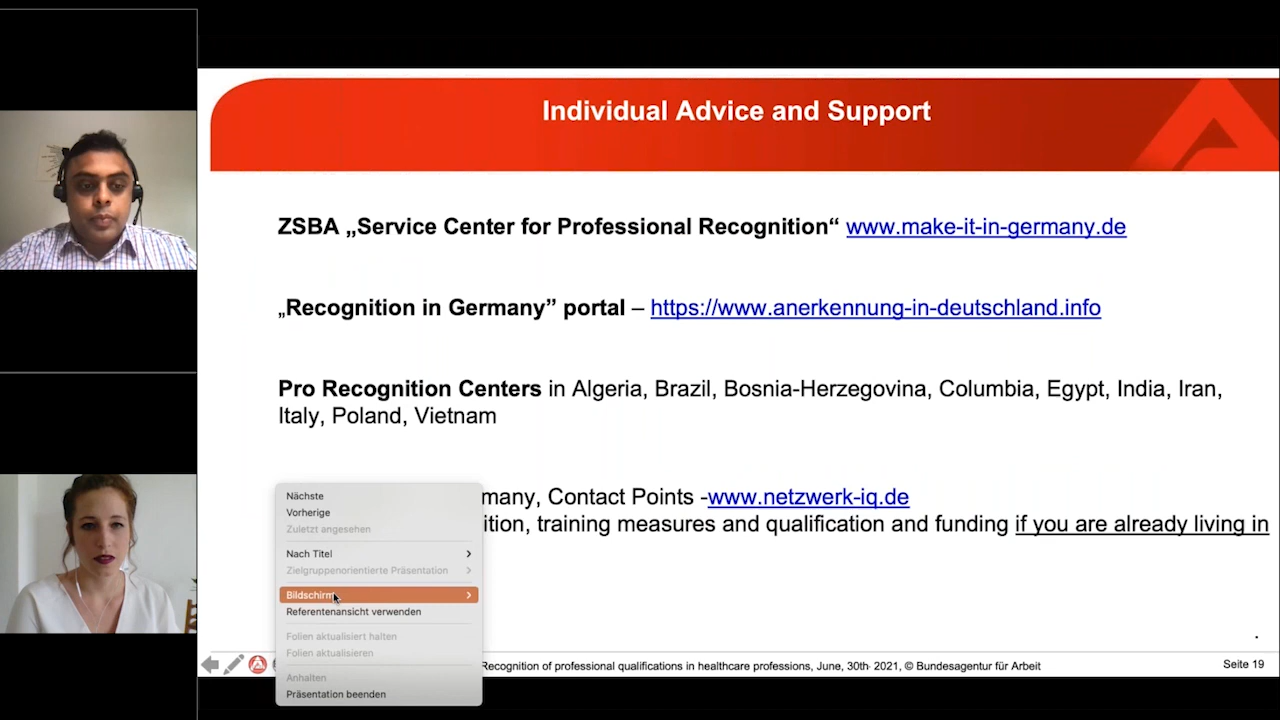 Individual Advice and Support
ZSBA „Service Center for Professional Recognition“ www.make-it-in-germany.de
„Recognition in Germany” portal – https://www.anerkennung-in-deutschland.info
Pro Recognition Centers in Algeria, Brazil, Bosnia-Herzegovina, Columbia, Egypt, India, Iran,
Italy, Poland, Vietnam
many, Contact Points -www.netzwerk-iq.de
ition, training measures and qualification and funding if you are already living in
.
Nächste
Vorherige
Zuletzt angesehen
Nach Titel
Zielgruppenorientierte Präsentation
Bildschirm
Referentenansicht verwenden
Folien aktualisiert halten
Folien aktualisieren
Anhalten
Präsentation beenden
Recognition of professional qualifications in healthcare professions, June, 30th, 2021, © Bundesagentur für Arbeit
Seite 19